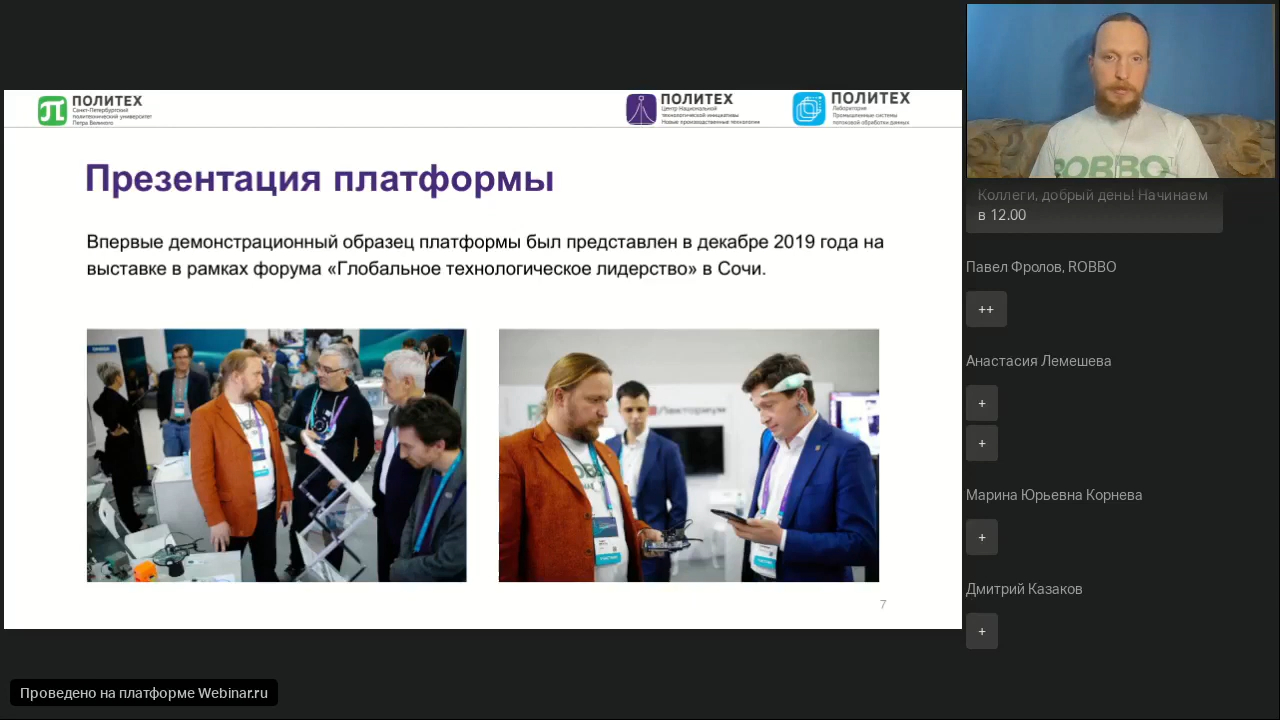 ПОЛИТЕХ
Санкт-Петербургский
политехнический университет
Петра Великого
ПОЛИТЕХ
Центр Национальной
технологической инициативы
Новые производственные технологии
ПОЛИТЕХ
Лаборатория
Промышленные системы
потоковой обработки данных
Презентация платформы
Впервые демонстрационный образец платформы был представлен в декабре 2019 года на
выставке в рамках форума «Глобальное технологическое лидерство» в Сочи.
Лекториум
7
Проведено на платформе Webinar.ru
ROBBO
Коллеги, добрый день! Начинаем
в 12.00
Павел Фролов, ROBBO
++
Анастасия Лемешева
+
+
Марина Юрьевна Корнева
+
Дмитрий Казаков
+